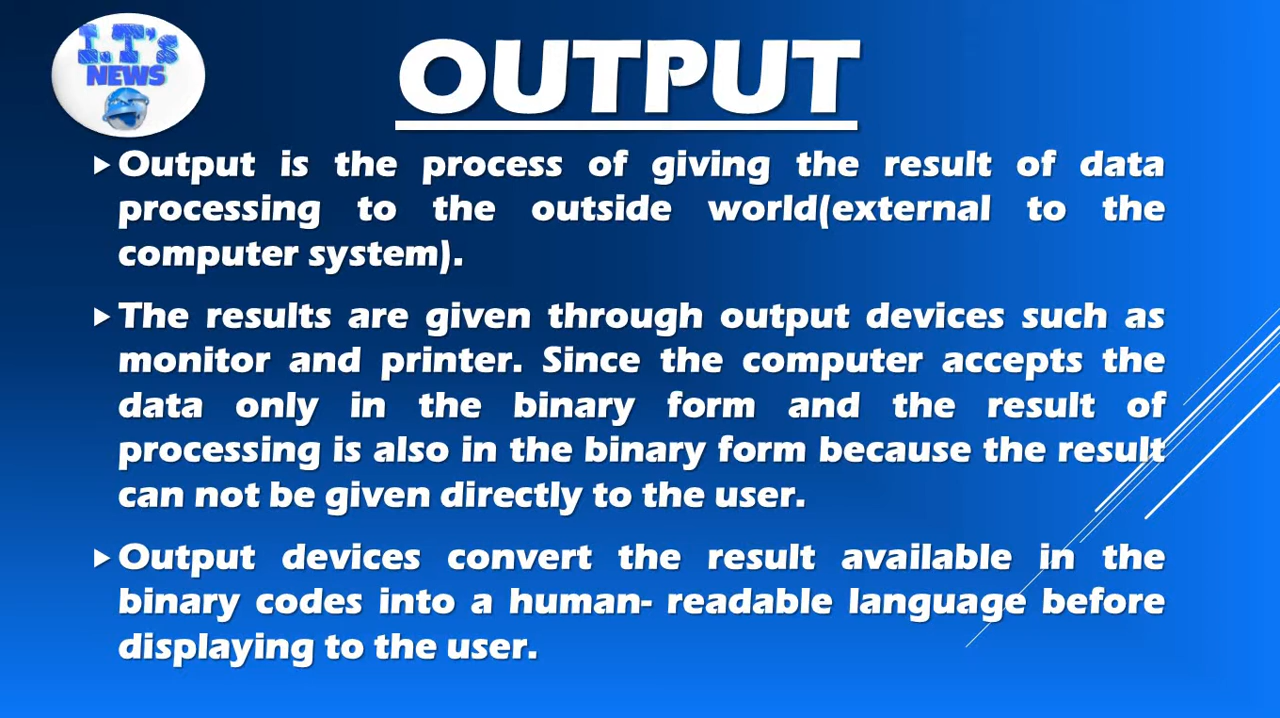 I.T's
NEWS
OUTPUT
Output is the process of giving the result of data
processing to the outside world(external to the
computer system).
The results are given through output devices such as
monitor and printer. Since the computer accepts the
data only in the binary form and the result of
processing is also in the binary form because the result
can not be given directly to the user.
Output devices convert the result available in the
binary codes into a human- readable language before
displaying to the user.